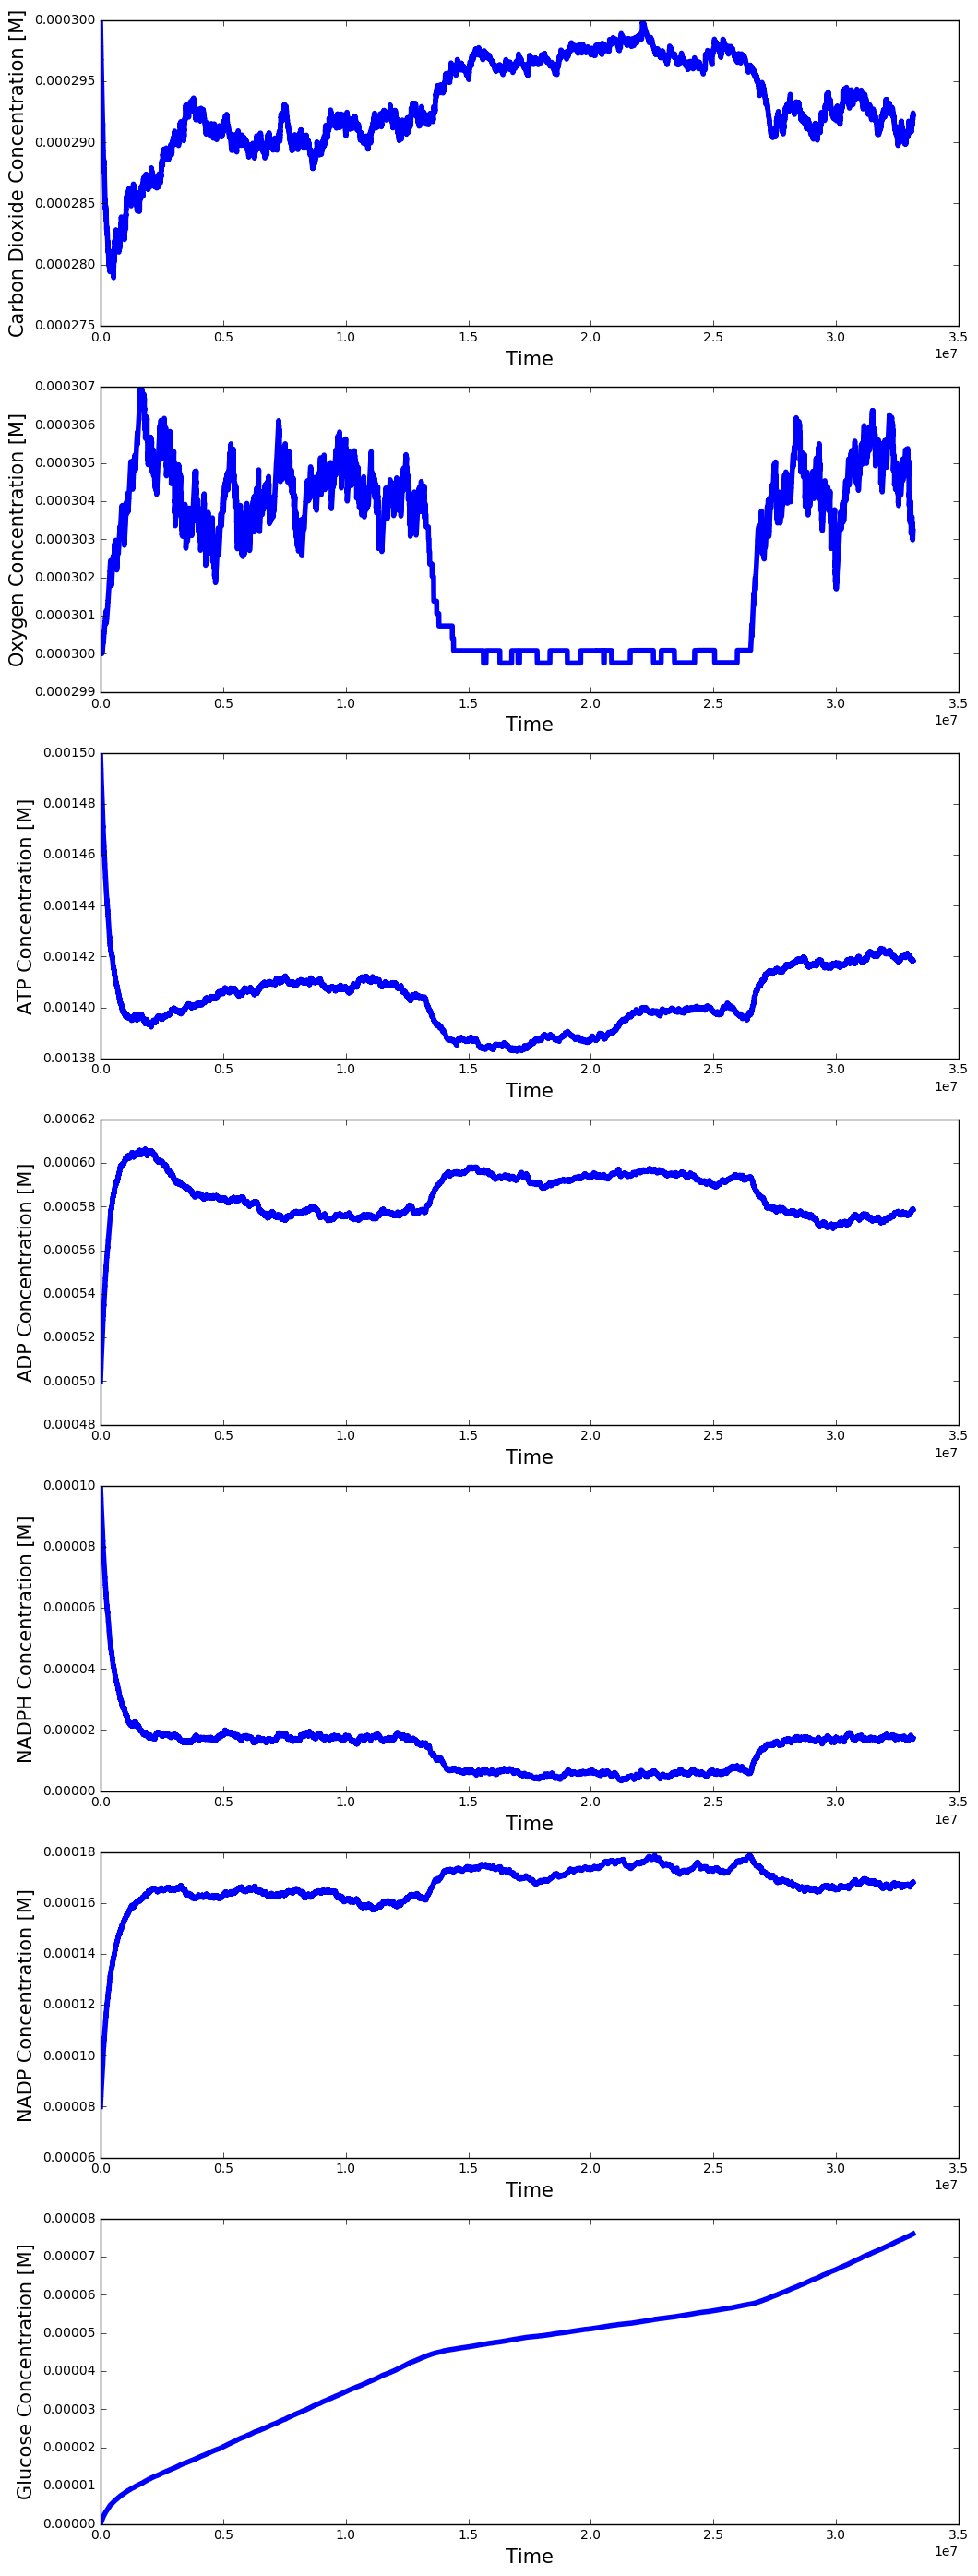 Carbon Dioxide Concentration [M]
0.000300
0.000295
0.000290
0.000285
0.000280
0.000275
0.0 0.5 1.0 1.5 2.0 2.5 3.0 3.5
1e7
Time
Oxygen Concentration [M]
0.000307
0.000306
0.000305
0.000304
0.000303
0.000302
0.000301
0.000300
0.000299
0.0 0.5 1.0 1.5 2.0 2.5 3.0 3.5
1e7
Time
ATP Concentration [M]
0.00150
0.00148
0.00146
0.00144
0.00142
0.00140
0.00138
0.0 0.5 1.0 1.5 2.0 2.5 3.0 3.5
1e7
Time
ADP Concentration [M]
0.00062
0.00060
0.00058
0.00056
0.00054
0.00052
0.00050
0.00048
0.0 0.5 1.0 1.5 2.0 2.5 3.0 3.5
1e7
Time
NADPH Concentration [M]
0.00010
0.00008
0.00006
0.00004
0.00002
0.00000
0.0 0.5 1.0 1.5 2.0 2.5 3.0 3.5
1e7
Time
NADP Concentration [M]
0.00018
0.00016
0.00014
0.00012
0.00010
0.00008
0.00006
0.0 0.5 1.0 1.5 2.0 2.5 3.0 3.5
1e7
Time
Glucose Concentration [M]
0.00008
0.00007
0.00006
0.00005
0.00004
0.00003
0.00002
0.00001
0.00000
0.0 0.5 1.0 1.5 2.0 2.5 3.0 3.5
1e7
Time